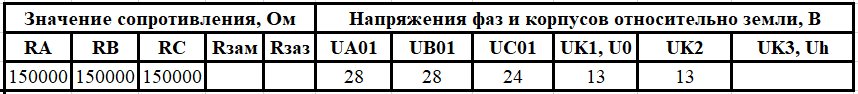 Значение сопротивления, Ом Напряжения фаз и корпусов относительно земли, В
RA RB RC Rзам Rзаз UA01 UB01 UC01 UK1, U0 UK2 UK3, Uh
150000 150000 150000 28 28 24 13 13